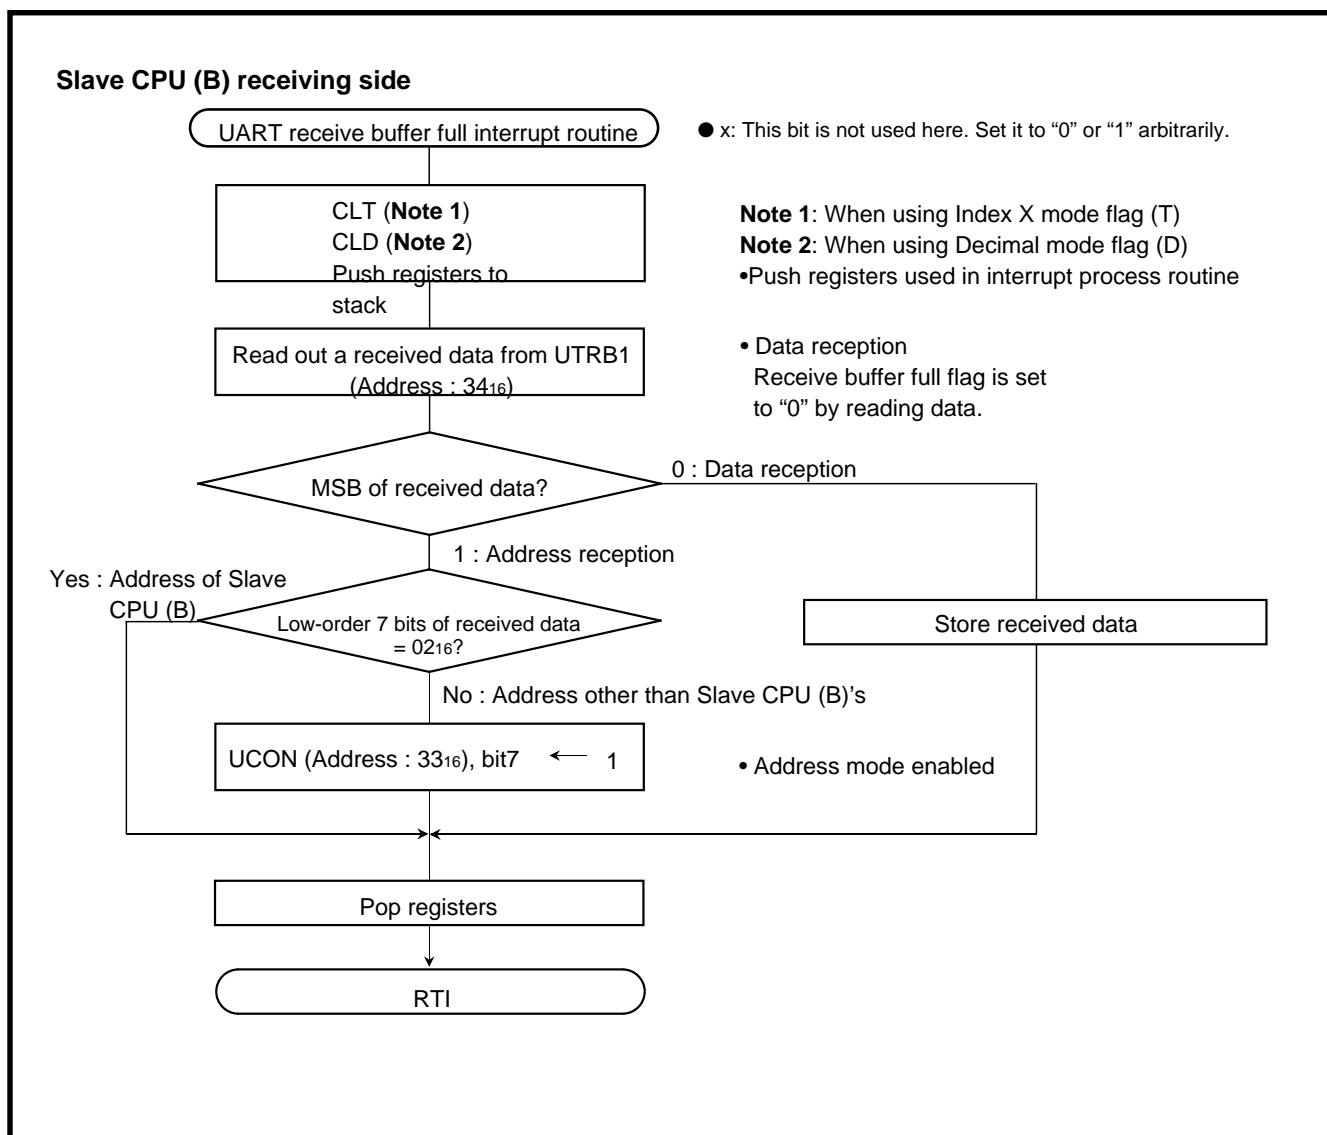 Slave CPU (B) receiving side
UART receive buffer full interrupt routine
● x: This bit is not used here. Set it to “0” or “1” arbitrarily.
CLT (Note 1)
CLD (Note 2)
Push registers to
stack
Note 1: When using Index X mode flag (T)
Note 2: When using Decimal mode flag (D)
•Push registers used in interrupt process routine
Read out a received data from UTRB1
(Address : 3416)
• Data reception
Receive buffer full flag is set
to “0” by reading data.
MSB of received data?
0 : Data reception
1 : Address reception
Yes : Address of Slave
CPU (B)
Low-order 7 bits of received data
= 0216?
Store received data
No : Address other than Slave CPU (B)’s
UCON (Address : 3316), bit7 ← 1
• Address mode enabled
Pop registers
RTI